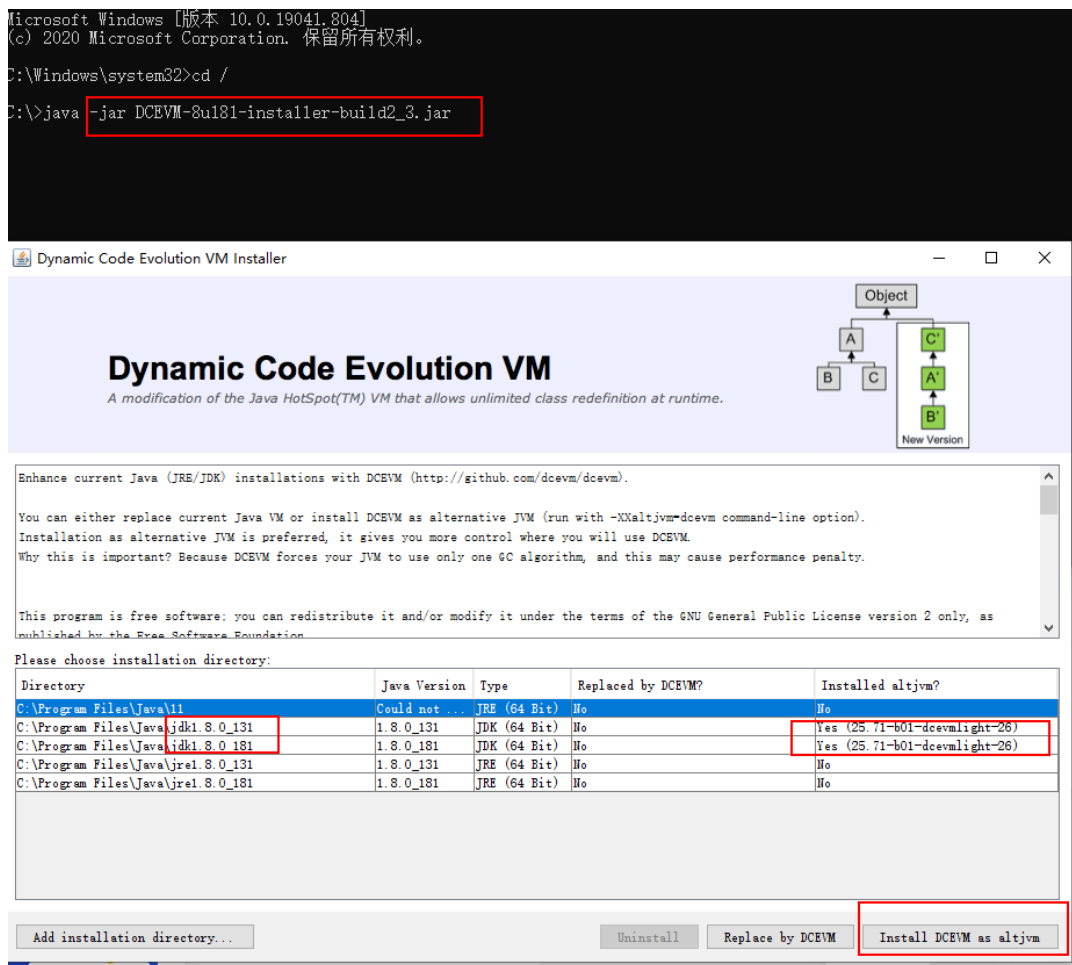 Microsoft Windows [版本 10.0.19041.804]
(c) 2020 Microsoft Corporation. 保留所有权利。
C:\Windows\system32>cd /
C:\>java -jar DCEVM-8u181-installer-build2_3.jar
Dynamic Code Evolution VM Installer
Dynamic Code Evolution VM
A modification of the Java HotSpot(TM) VM that allows unlimited class redefinition at runtime.
Object
A
C'
B
C
A'
B'
New Version
Enhance current Java (JRE/JDK) installations with DCEVM (http://github.com/dcevm/dcevm).
You can either replace current Java VM or install DCEVM as alternative JVM (run with -XXaltjvm=dcevm command-line option).
Installation as alternative JVM is preferred, it gives you more control where you will use DCEVM.
Why this is important? Because DCEVM forces your JVM to use only one GC algorithm, and this may cause performance penalty.
This program is free software; you can redistribute it and/or modify it under the terms of the GNU General Public License version 2 only, as
published by the Free Software Foundation
Please choose installation directory:
Directory Java Version Type Replaced by DCEVM? Installed altjvm?
C:\Program Files\Java\11 Could not ... JRE (64 Bit) No No
C:\Program Files\Java\jdk1.8.0_131 1.8.0_131 JDK (64 Bit) No Yes (25.71-b01-dcevmlight-26)
C:\Program Files\Java\jdk1.8.0_181 1.8.0_181 JDK (64 Bit) No Yes (25.71-b01-dcevmlight-26)
C:\Program Files\Java\jre1.8.0_131 1.8.0_131 JRE (64 Bit) No No
C:\Program Files\Java\jre1.8.0_181 1.8.0_181 JRE (64 Bit) No No
Add installation directory... Uninstall Replace by DCEVM Install DCEVM as altjvm